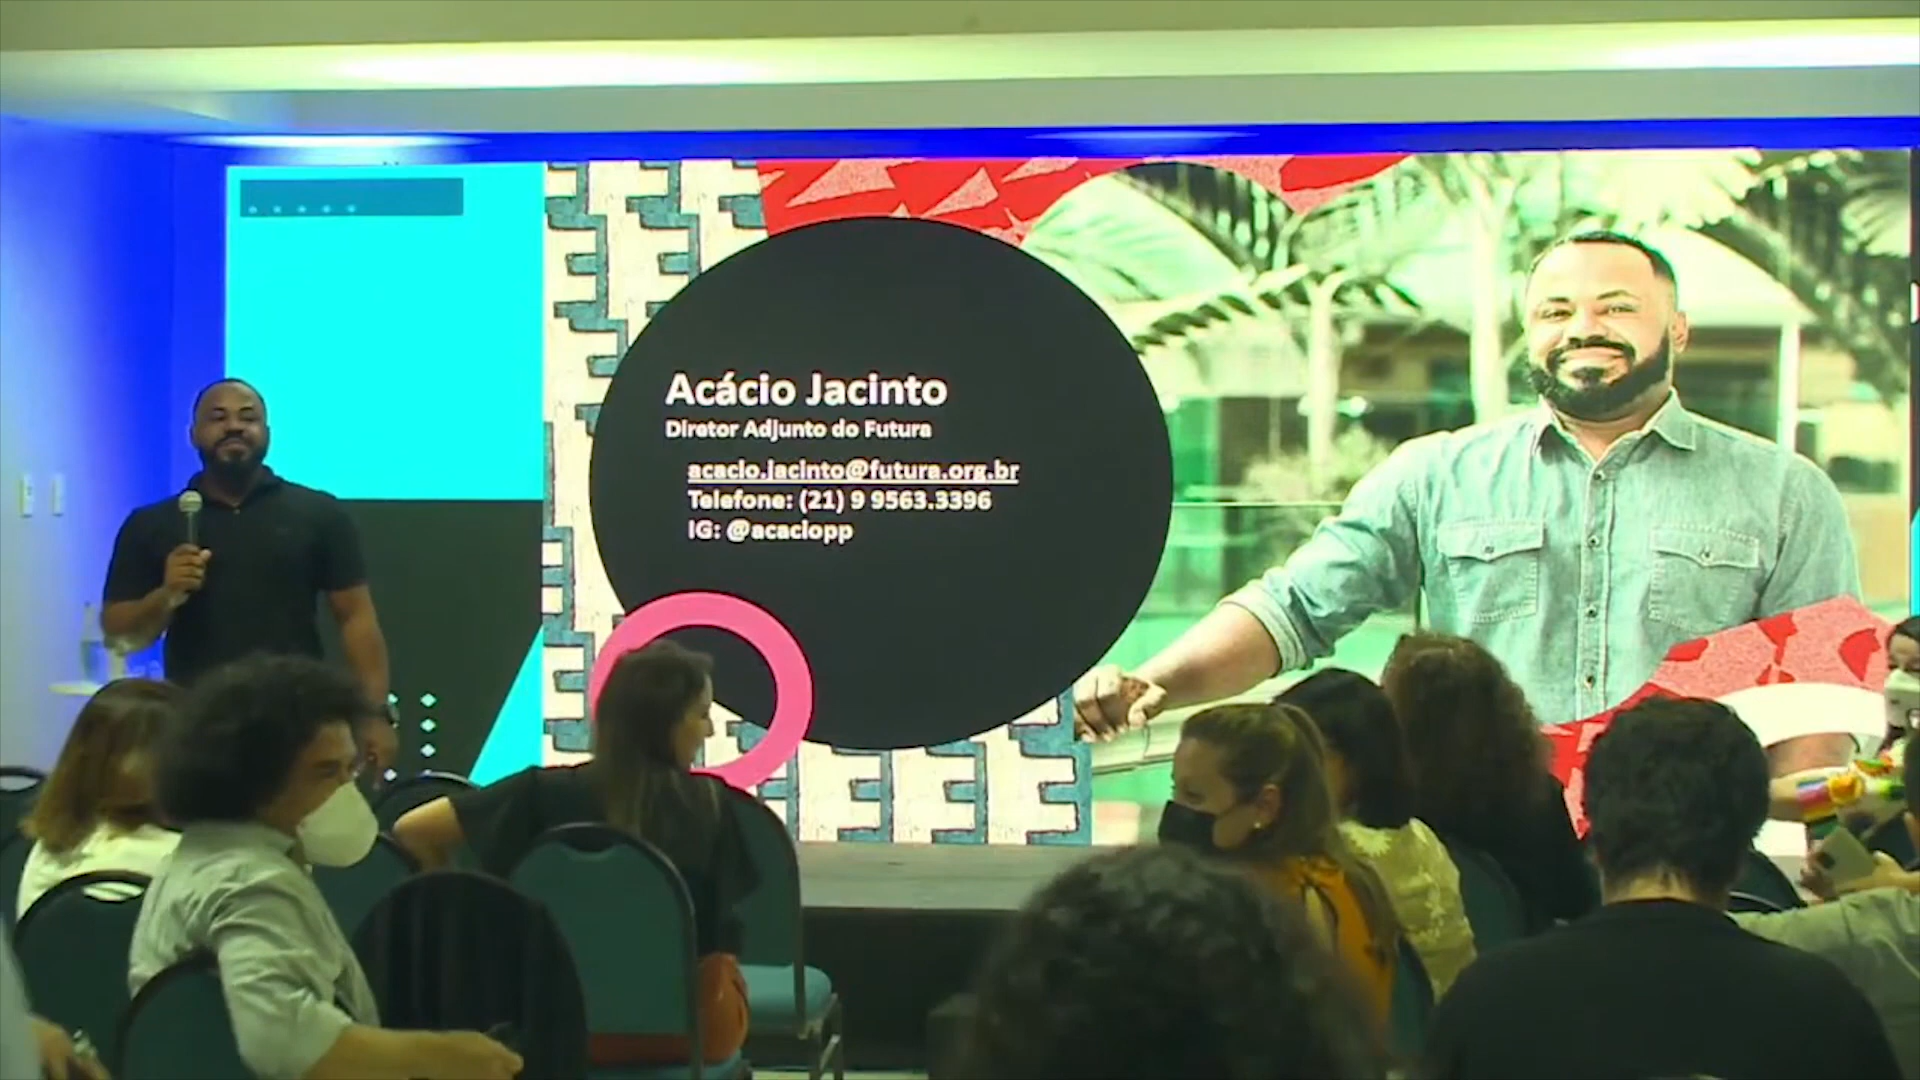 Acácio Jacinto
Diretor Adjunto do Futura
acacio.jacinto@futura.org.br
Telefone: (21) 9 9563.3396
IG: @acaciopp